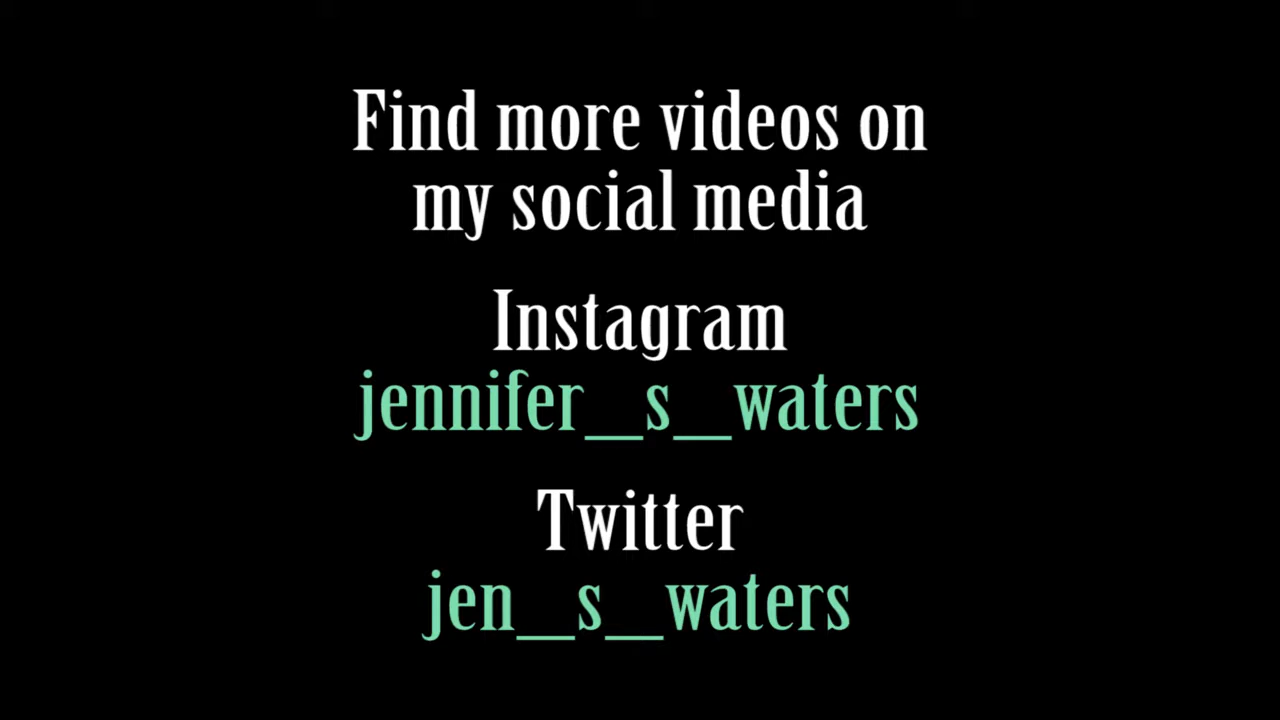 Find more videos on
my social media
Instagram
jennifer__s__waters
Twitter
jen__s__waters